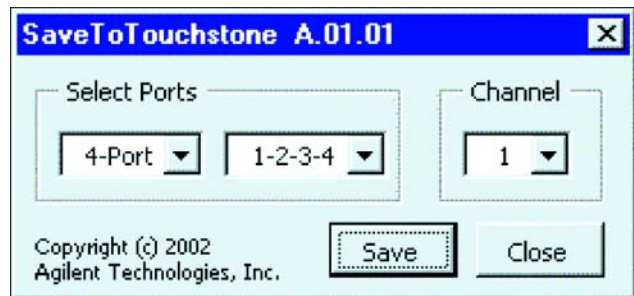 SaveToTouchstone A.01.01
Select Ports
Channel
4-Port
1-2-3-4
1
Copyright (c) 2002
Agilent Technologies, Inc.
Save
Close